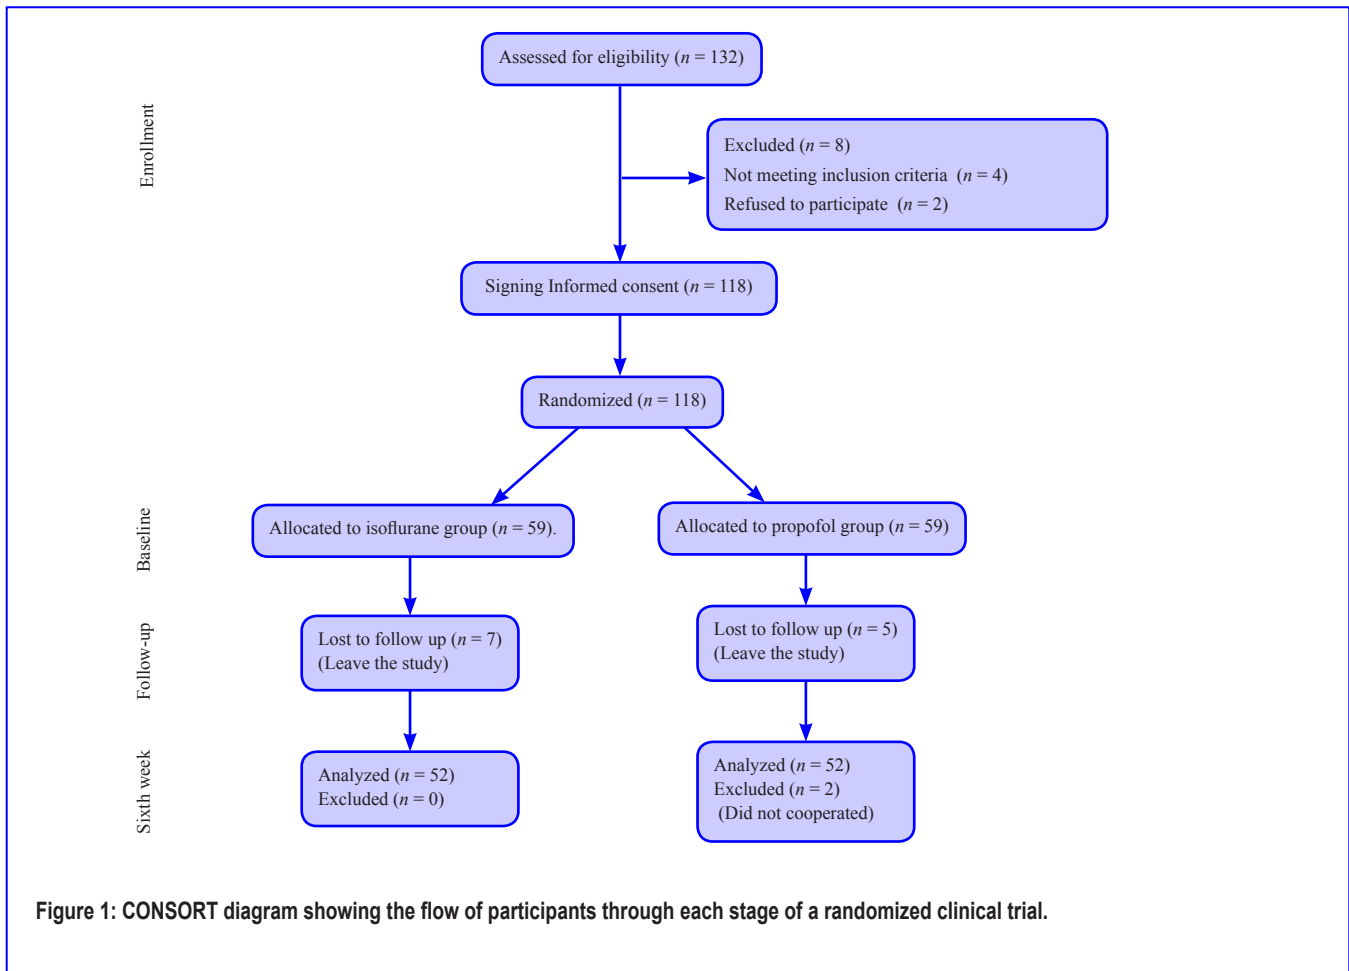 Assessed for eligibility (n = 132)
Enrollment
Excluded (n = 8)
Not meeting inclusion criteria (n = 4)
Refused to participate (n = 2)
Signing Informed consent (n = 118)
Randomized (n = 118)
Baseline
Allocated to isoflurane group (n = 59).
Allocated to propofol group (n = 59)
Follow-up
Lost to follow up (n = 7)
(Leave the study)
Lost to follow up (n = 5)
(Leave the study)
Sixth week
Analyzed (n = 52)
Excluded (n = 0)
Analyzed (n = 52)
Excluded (n = 2)
(Did not cooperated)
Figure 1: CONSORT diagram showing the flow of participants through each stage of a randomized clinical trial.